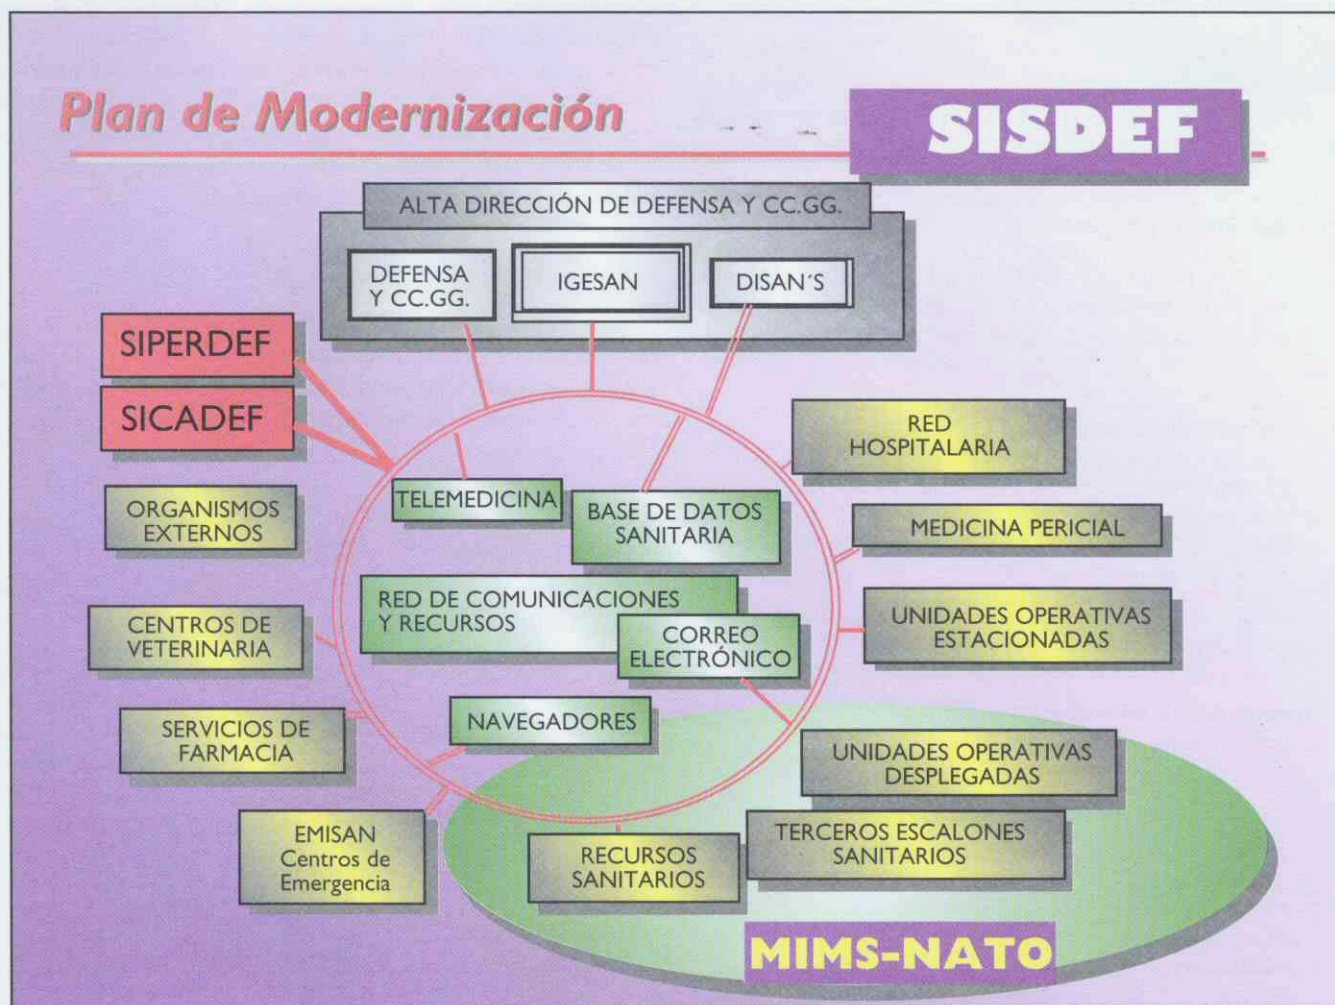 Plan de Modernización
SISDEF
ALTA DIRECCIÓN DE DEFENSA Y CC.GG.
DEFENSA
Y CC.GG.
IGESAN
DISAN´S
SIPERDEF
SICADEF
ORGANISMOS
EXTERNOS
CENTROS DE
VETERINARIA
SERVICIOS DE
FARMACIA
EMISAN
Centros de
Emergencia
TELEMEDICINA
BASE DE DATOS
SANITARIA
RED DE COMUNICACIONES
Y RECURSOS
CORREO
ELECTRÓNICO
NAVEGADORES
RED
HOSPITALARIA
MEDICINA PERICIAL
UNIDADES OPERATIVAS
ESTACIONADAS
UNIDADES OPERATIVAS
DESPLEGADAS
TERCEROS ESCALONES
SANITARIOS
RECURSOS
SANITARIOS
MIMS-NATO